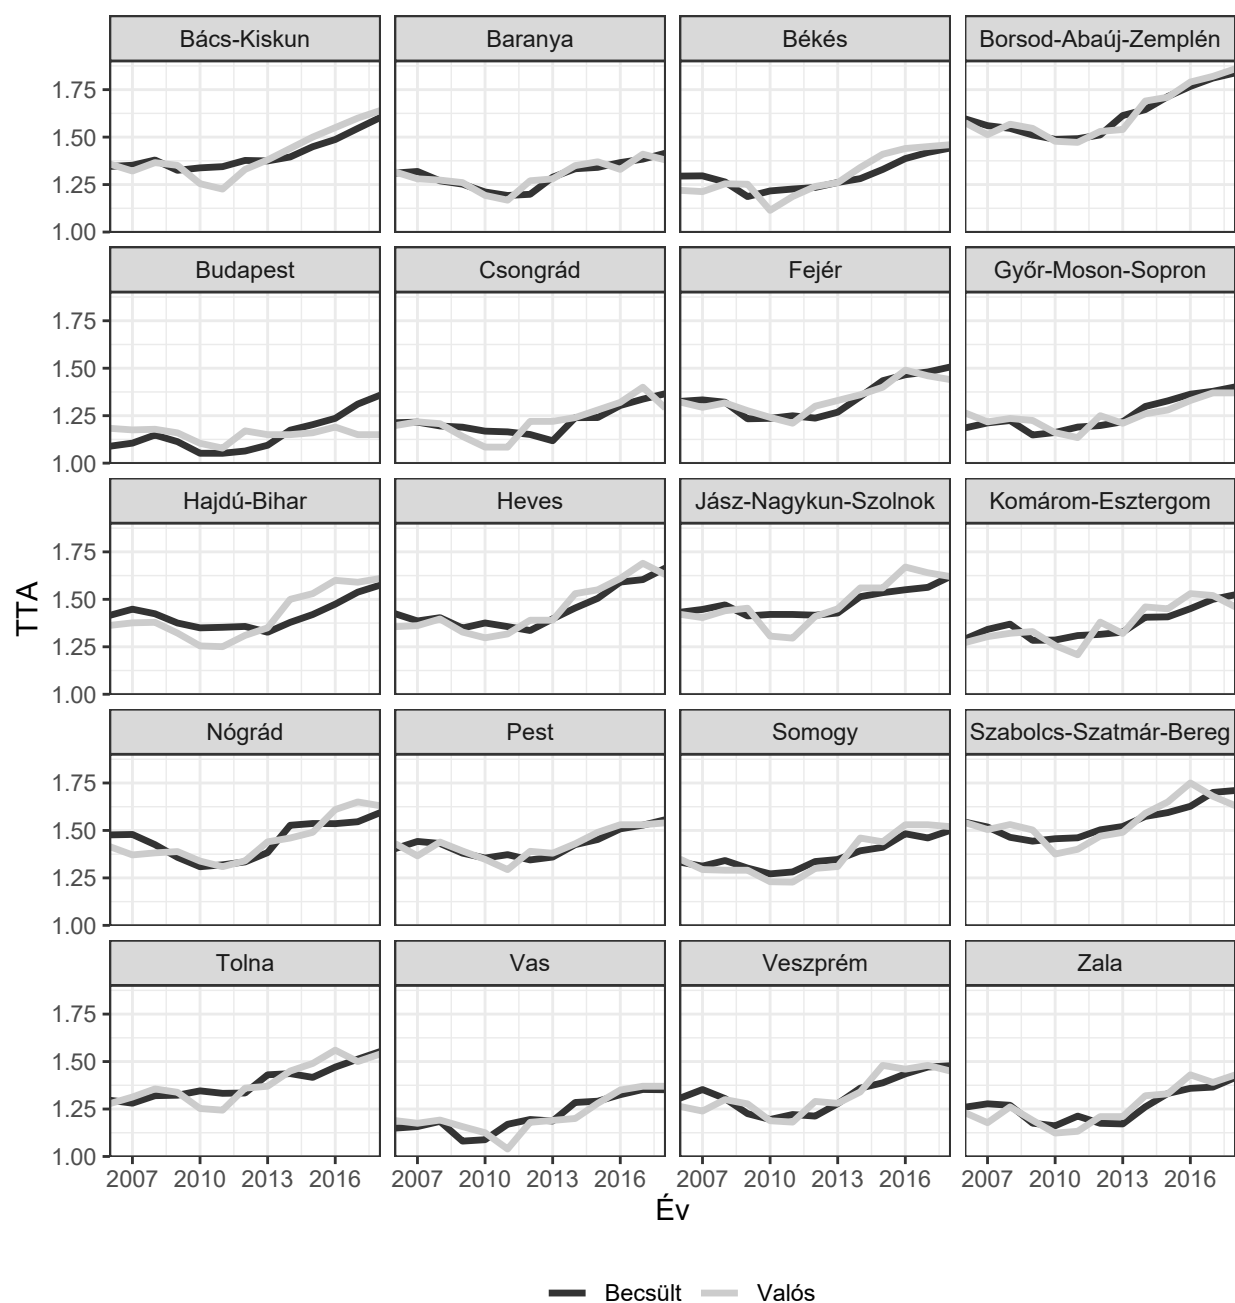 Bács-Kiskun Baranya Békés Borsod-Abaúj-Zemplén
1.75
1.50
1.25
1.00
Budapest Csongrád Fejér Győr-Moson-Sopron
1.75
1.50
1.25
1.00
Hajdú-Bihar Heves Jász-Nagykun-Szolnok Komárom-Esztergom
1.75
1.50
1.25
1.00
TTA
Nógrád Pest Somogy Szabolcs-Szatmár-Bereg
1.75
1.50
1.25
1.00
Tolna Vas Veszprém Zala
1.75
1.50
1.25
1.00
2007 2010 2013 2016 2007 2010 2013 2016 2007 2010 2013 2016 2007 2010 2013 2016
Év
Becsült Valós